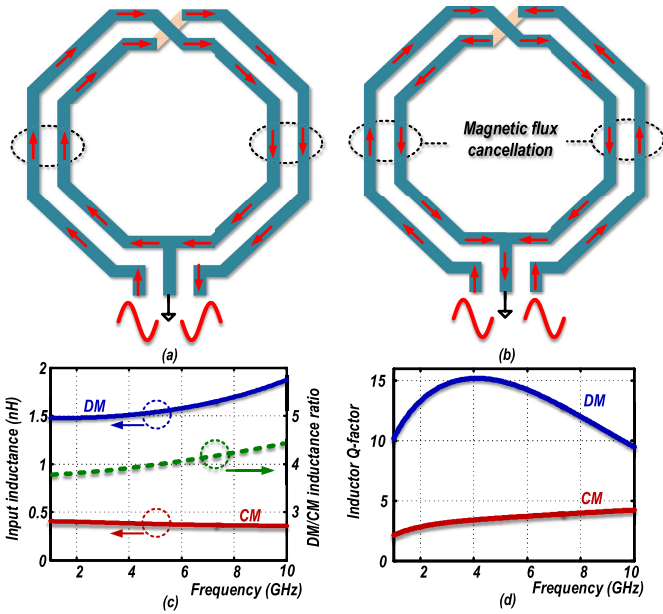 Magnetic flux
cancellation
(a)
(b)
2
1.5
1
0.5
0
Input inductance (nH)
DM
CM
5
4
3
2
DM/CM inductance ratio
2
4
6
8
10
Frequency (GHz)
(c)
15
10
5
0
Inductor Q-factor
DM
CM
2
4
6
8
10
Frequency (GHz)
(d)